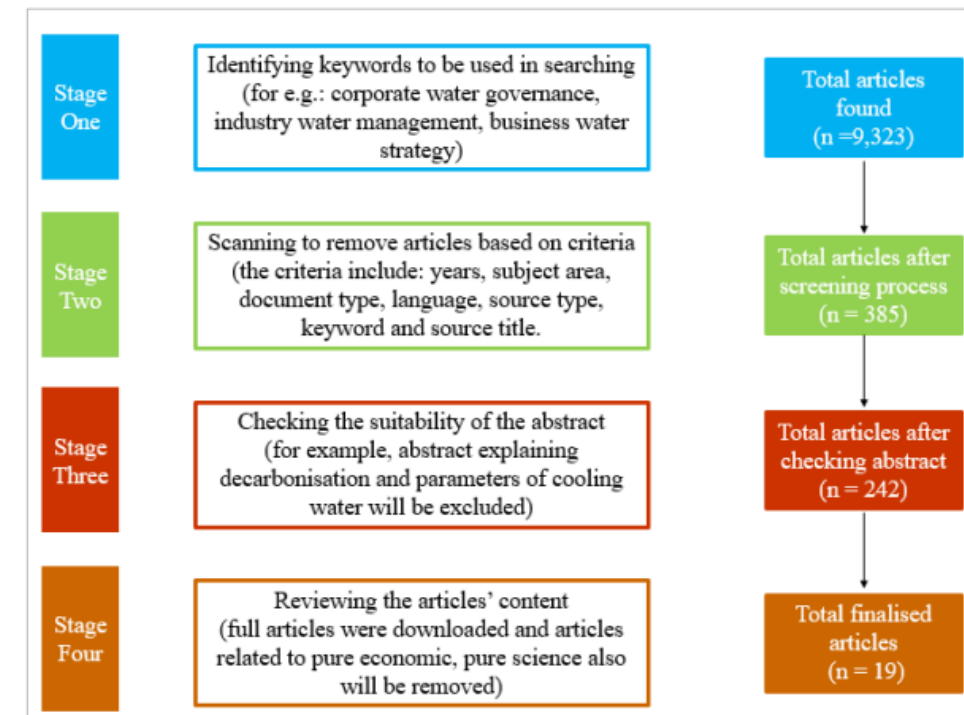 Stage
One
Identifying keywords to be used in searching
(for e.g.: corporate water governance,
industry water management, business water
strategy)
Total articles
found
(n =9,323)
Stage
Two
Scanning to remove articles based on criteria
(the criteria include: years, subject area,
document type, language, source type,
keyword and source title.
Total articles after
screening process
(n = 385)
Stage
Three
Checking the suitability of the abstract
(for example, abstract explaining
decarbonisation and parameters of cooling
water will be excluded)
Total articles after
checking abstract
(n = 242)
Stage
Four
Reviewing the articles’ content
(full articles were downloaded and articles
related to pure economic, pure science also
will be removed)
Total finalised
articles
(n = 19)